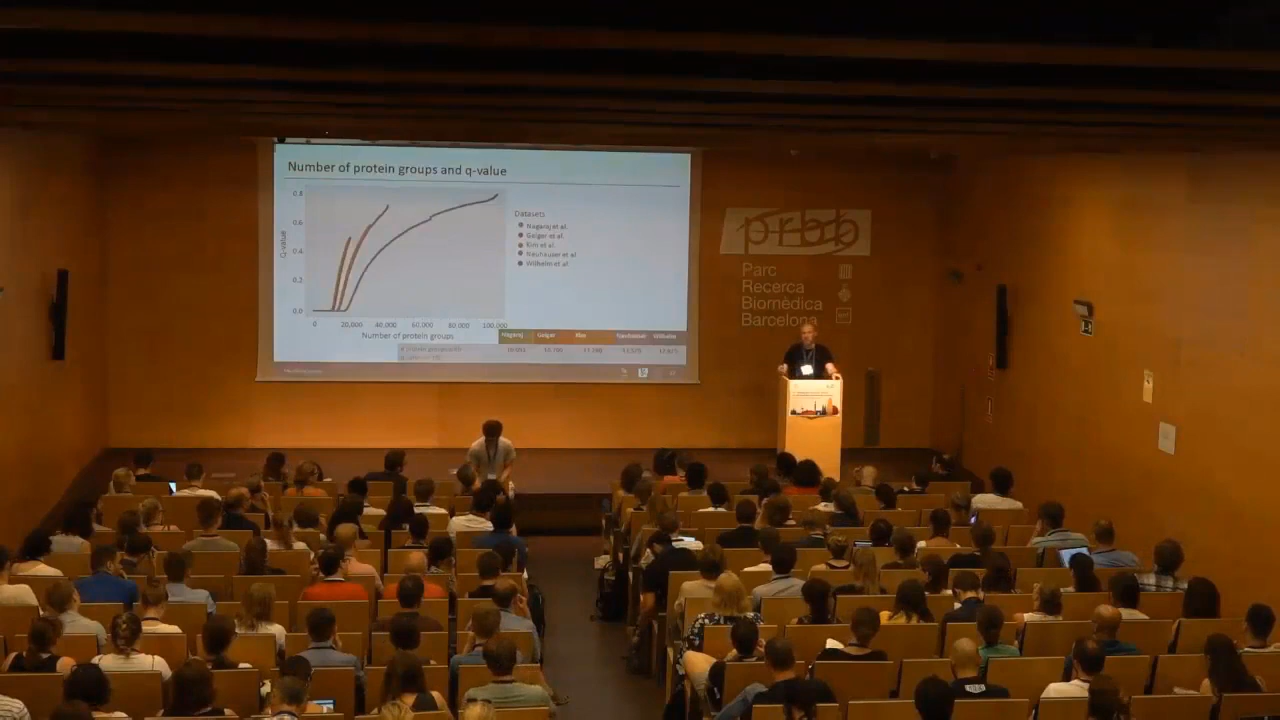 Number of protein groups and q-value
0.8
0.6
0.4
0.2
0.0
Q-value
0 20,000 40,000 60,000 80,000 100,000
Number of protein groups
Datasets
Nagaraj et al.
Geiger et al.
Kim et al.
Neuhauser et al
Wilhelm et al
Nagaraj Geiger Kim Wilhelm
prbb
Parc
Recerca
Biomèdica
Barcelona